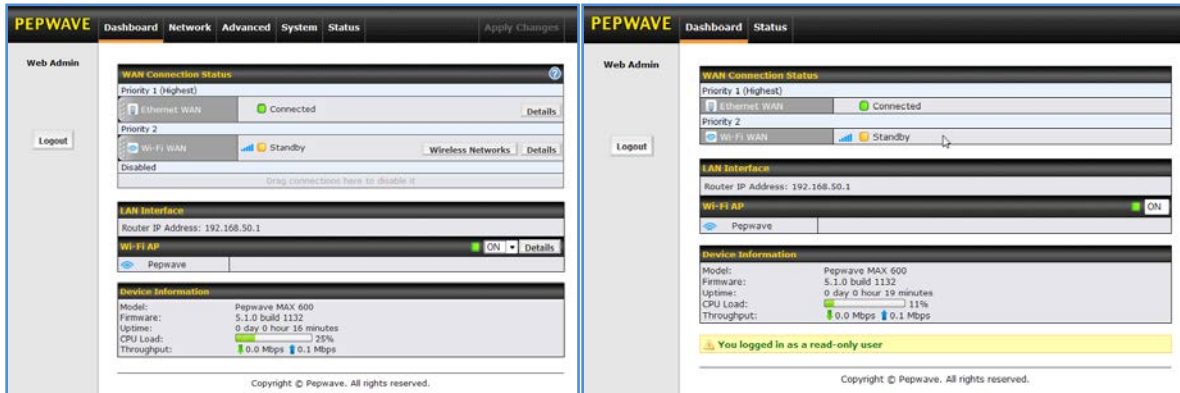 PEPWAVE Dashboard Network Advanced System Status Apply Changes
Web Admin
WAN Connection Status
Priority 1 (Highest)
Ethernet WAN Connected Details
Priority 2
Logout
Wi-Fi WAN Standby Wireless Networks Details
Disabled
Drag connections here to disable it
LAN Interface
Router IP Address: 192.168.50.1
Wi-Fi AP ON Details
Pepwave
Device Information
Model: Pepwave MAX 600
Firmware: 5.1.0 build 1132
Uptime: 0 day 0 hour 16 minutes
CPU Load: 25%
Throughput: 0.0 Mbps 0.1 Mbps
Copyright © Pepwave. All rights reserved.
PEPWAVE Dashboard Status
Web Admin
WAN Connection Status
Priority 1 (Highest)
Ethernet WAN Connected
Priority 2
Wi-Fi WAN Standby
Logout
LAN Interface
Router IP Address: 192.168.50.1
Wi-Fi AP ON
Pepwave
Device Information
Model: Pepwave MAX 600
Firmware: 5.1.0 build 1132
Uptime: 0 day 0 hour 19 minutes
CPU Load: 11%
Throughput: 0.0 Mbps 0.1 Mbps
You logged in as a read-only user
Copyright © Pepwave. All rights reserved.